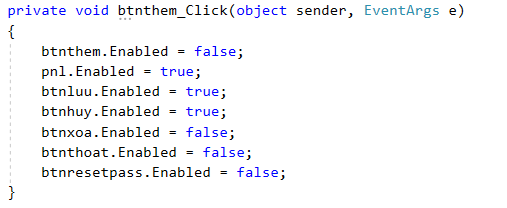 private void btnthem_Click(object sender, EventArgs e)
{
btnthem.Enabled = false;
pnl.Enabled = true;
btnluu.Enabled = true;
btnhuy.Enabled = true;
btnxoa.Enabled = false;
btnthoat.Enabled = false;
btnresetpass.Enabled = false;
}